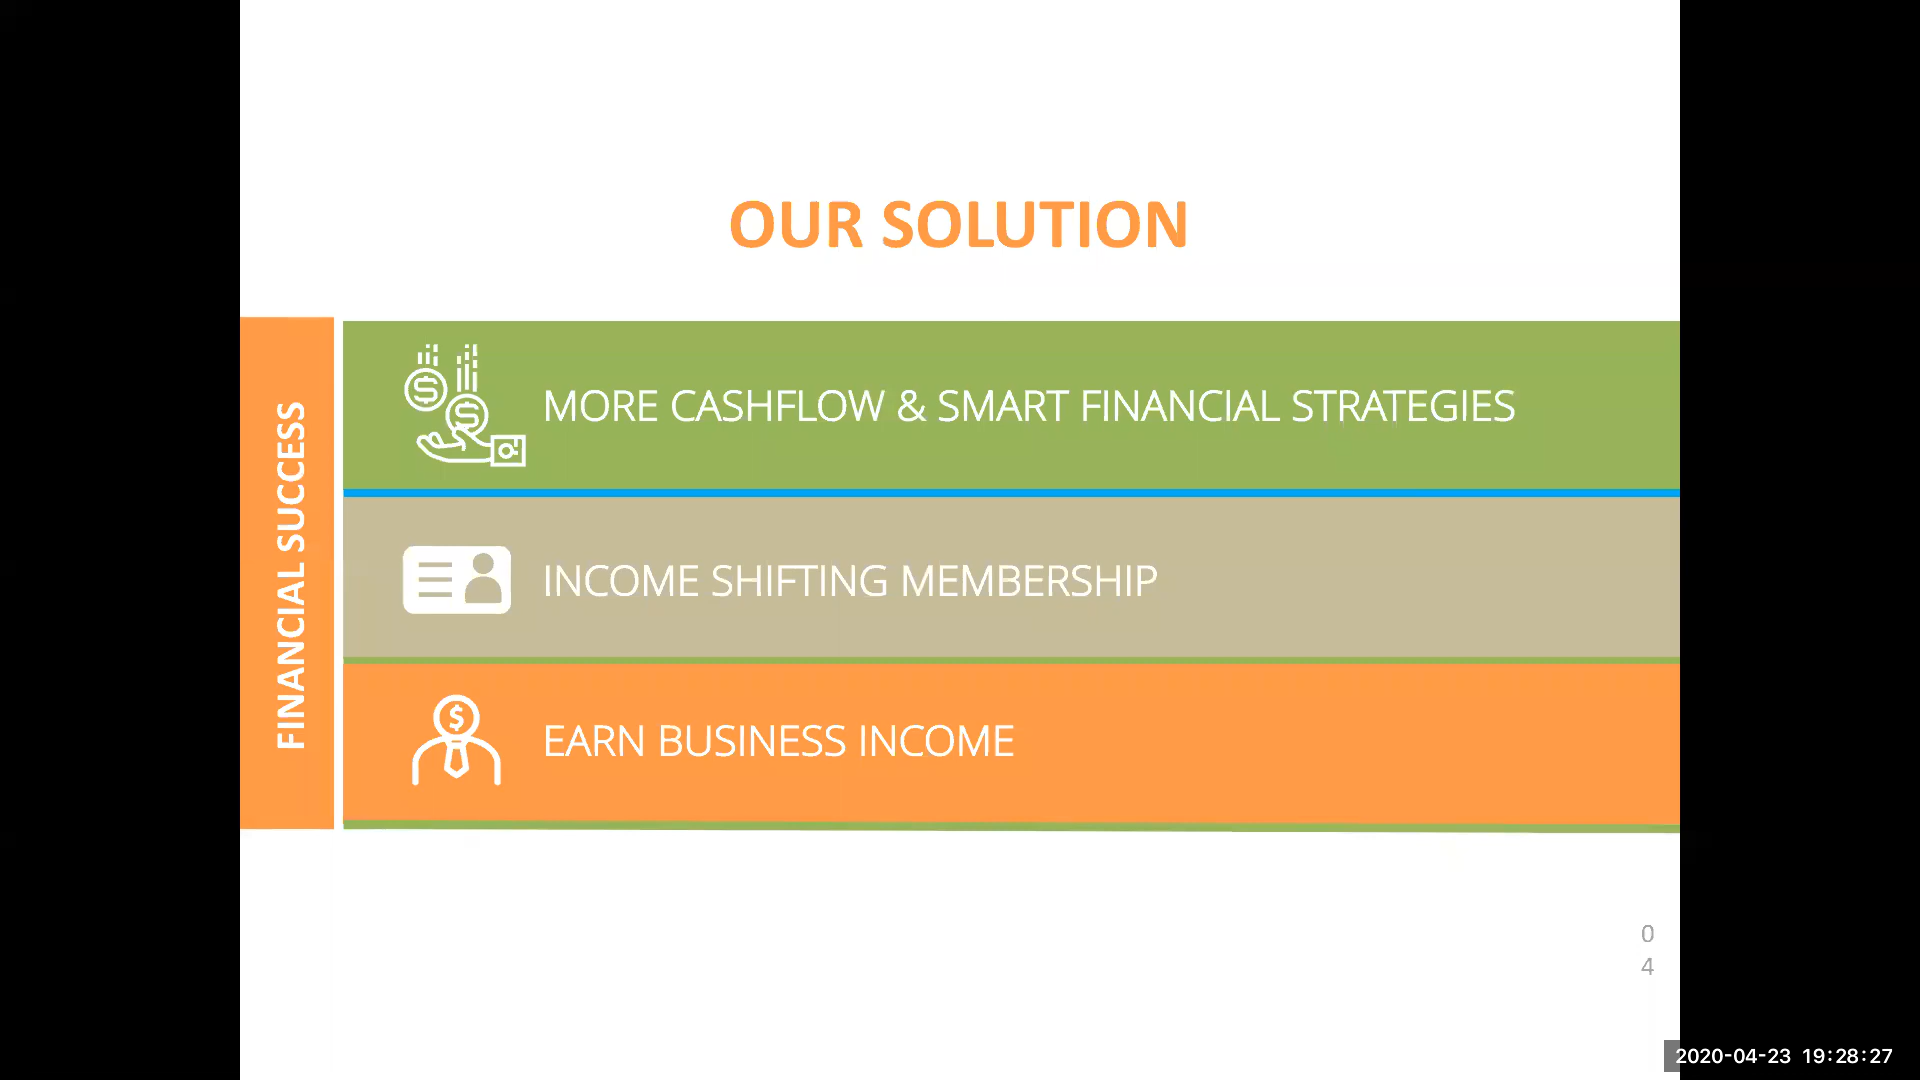 OUR SOLUTION
FINANCIAL SUCCESS
MORE CASHFLOW & SMART FINANCIAL STRATEGIES
INCOME SHIFTING MEMBERSHIP
EARN BUSINESS INCOME
0
4
2020-04-23 19:28:27